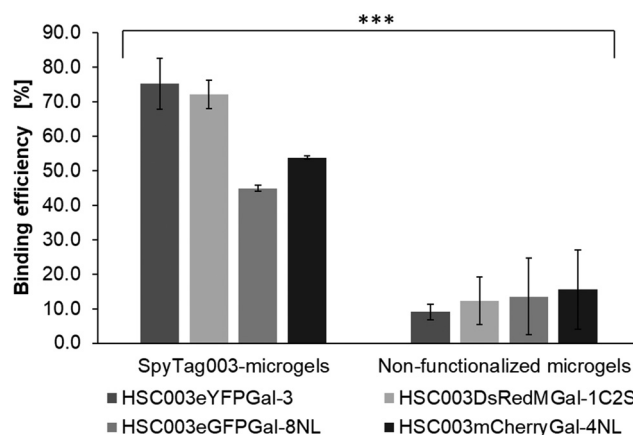 ***
90.0
80.0
70.0
60.0
50.0
40.0
30.0
20.0
10.0
0.0
Binding efficiency [%]
SpyTag003-microgels Non-functionalized microgels
HSC003eYFPGal-3 HSC003DsRedMGal-1C2S
HSC003eGFPGal-8NL HSC003mCherryGal-4NL